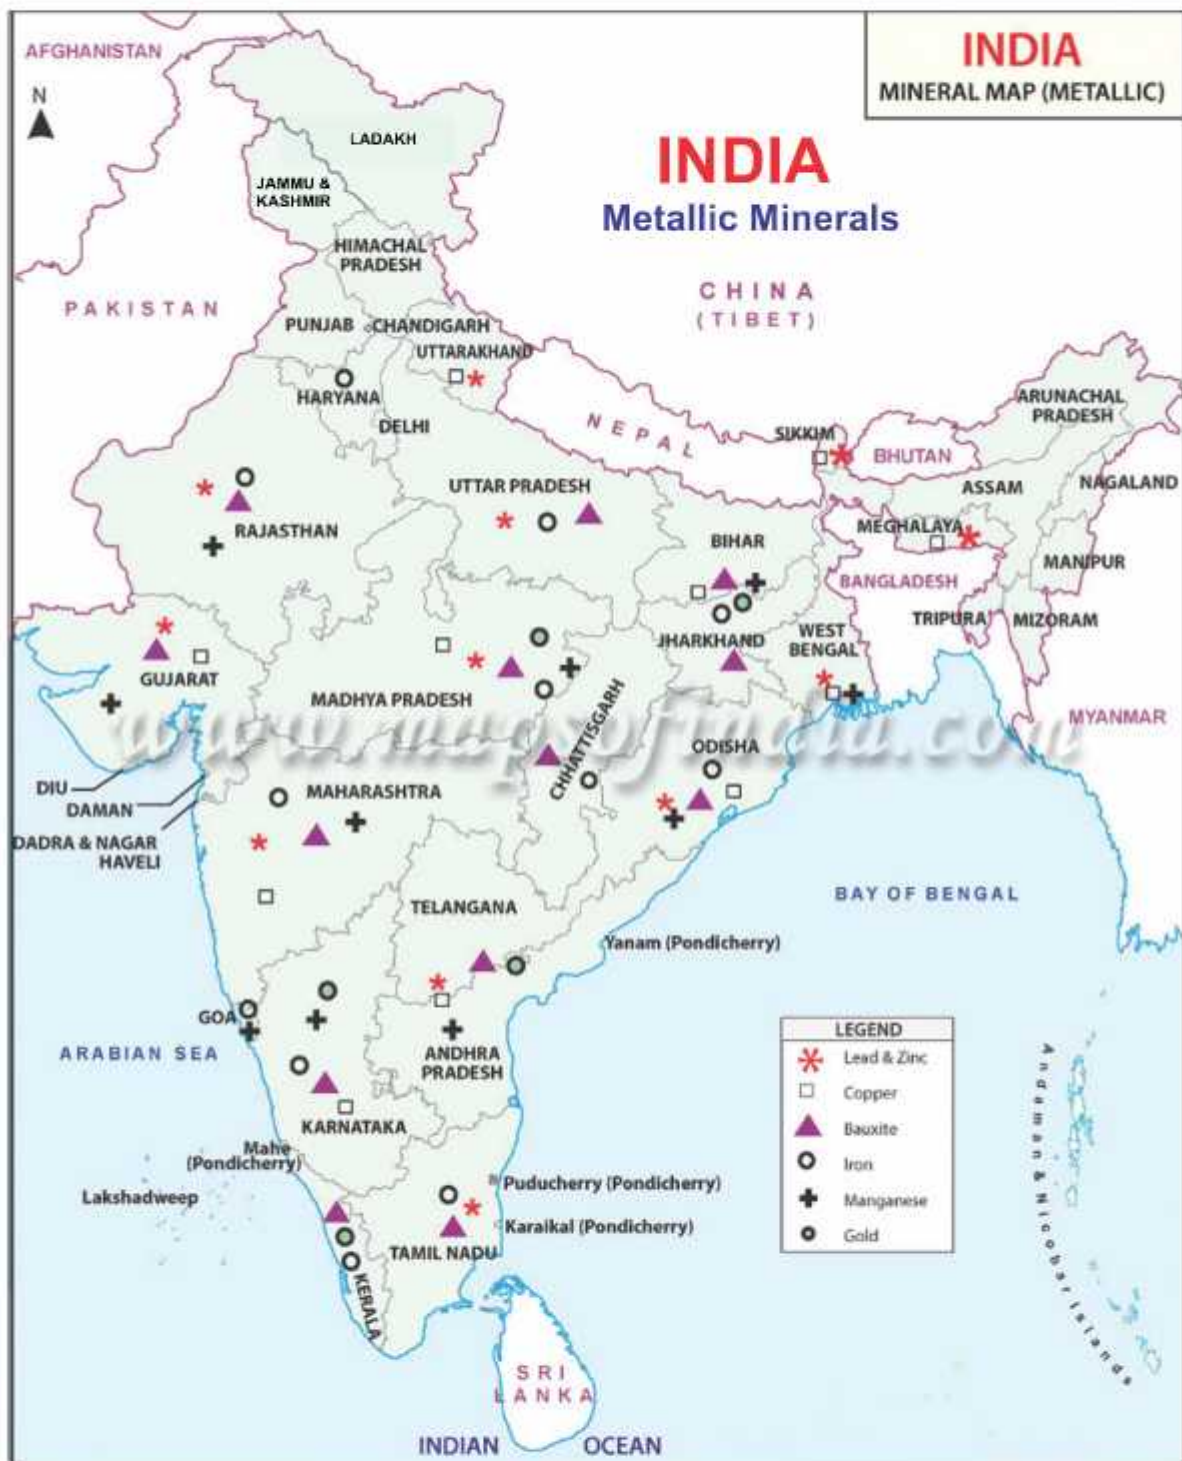 INDIA
MINERAL MAP (METALLIC)
INDIA
Metallic Minerals
AFGHANISTAN
N
LADAKH
JAMMU &
KASHMIR
HIMACHAL
PRADESH
CHINA
(TIBET)
PAKISTAN
PUNJAB
CHANDIGARH
UTTARAKHAND
HARYANA
DELHI
NEPAL
SIKKIM
BHUTAN
ARUNACHAL
PRADESH
ASSAM
NAGALAND
UTTAR PRADESH
RAJASTHAN
BIHAR
MEGHALAYA
MANIPUR
BANGLADESH
TRIPURA
MIZORAM
JHARKHAND
WEST
BENGAL
GUJARAT
MADHYA PRADESH
CHHATTISGARH
MYANMAR
www.mapsofindia.com
ODISHA
DIU
DAMAN
DADRA & NAGAR
HAVELI
MAHARASHTRA
TELANGANA
BAY OF BENGAL
Yanam (Pondicherry)
GOA
ARABIAN SEA
ANDHRA
PRADESH
KARNATAKA
Mahe
(Pondicherry)
Lakshadweep
Puducherry (Pondicherry)
Karaikal (Pondicherry)
TAMIL NADU
KERALA
LEGEND
Lead & Zinc
Copper
Bauxite
Iron
Manganese
Gold
Andaman & Nicobar Islands
SRI
LANKA
INDIAN OCEAN